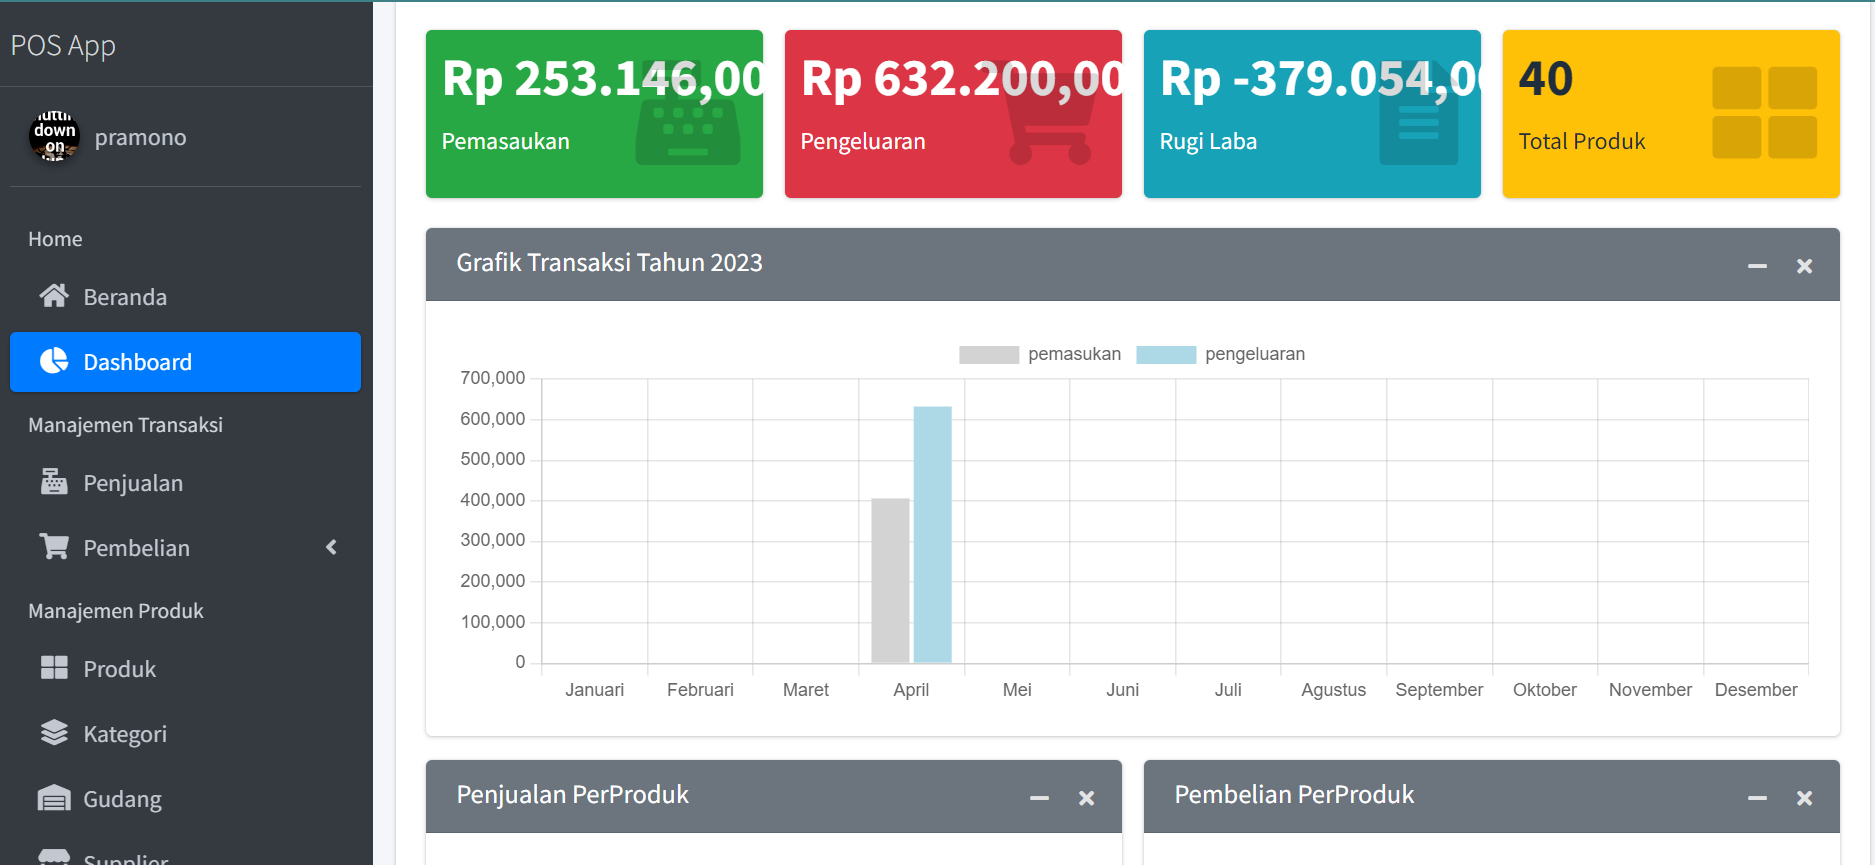 POS App
down
on
pramono
Home
Beranda
Dashboard
Manajemen Transaksi
Penjualan
Pembelian
Manajemen Produk
Produk
Kategori
Gudang
Supplier
Rp 253.146,00
Pemasaukan
Rp 632.200,00
Pengeluaran
Rp -379.054,0
Rugi Laba
40
Total Produk
Grafik Transaksi Tahun 2023
pemasukan pengeluaran
700,000
600,000
500,000
400,000
300,000
200,000
100,000
0
Januari Februari Maret April Mei Juni Juli Agustus September Oktober November Desember
Penjualan PerProduk
Pembelian PerProduk